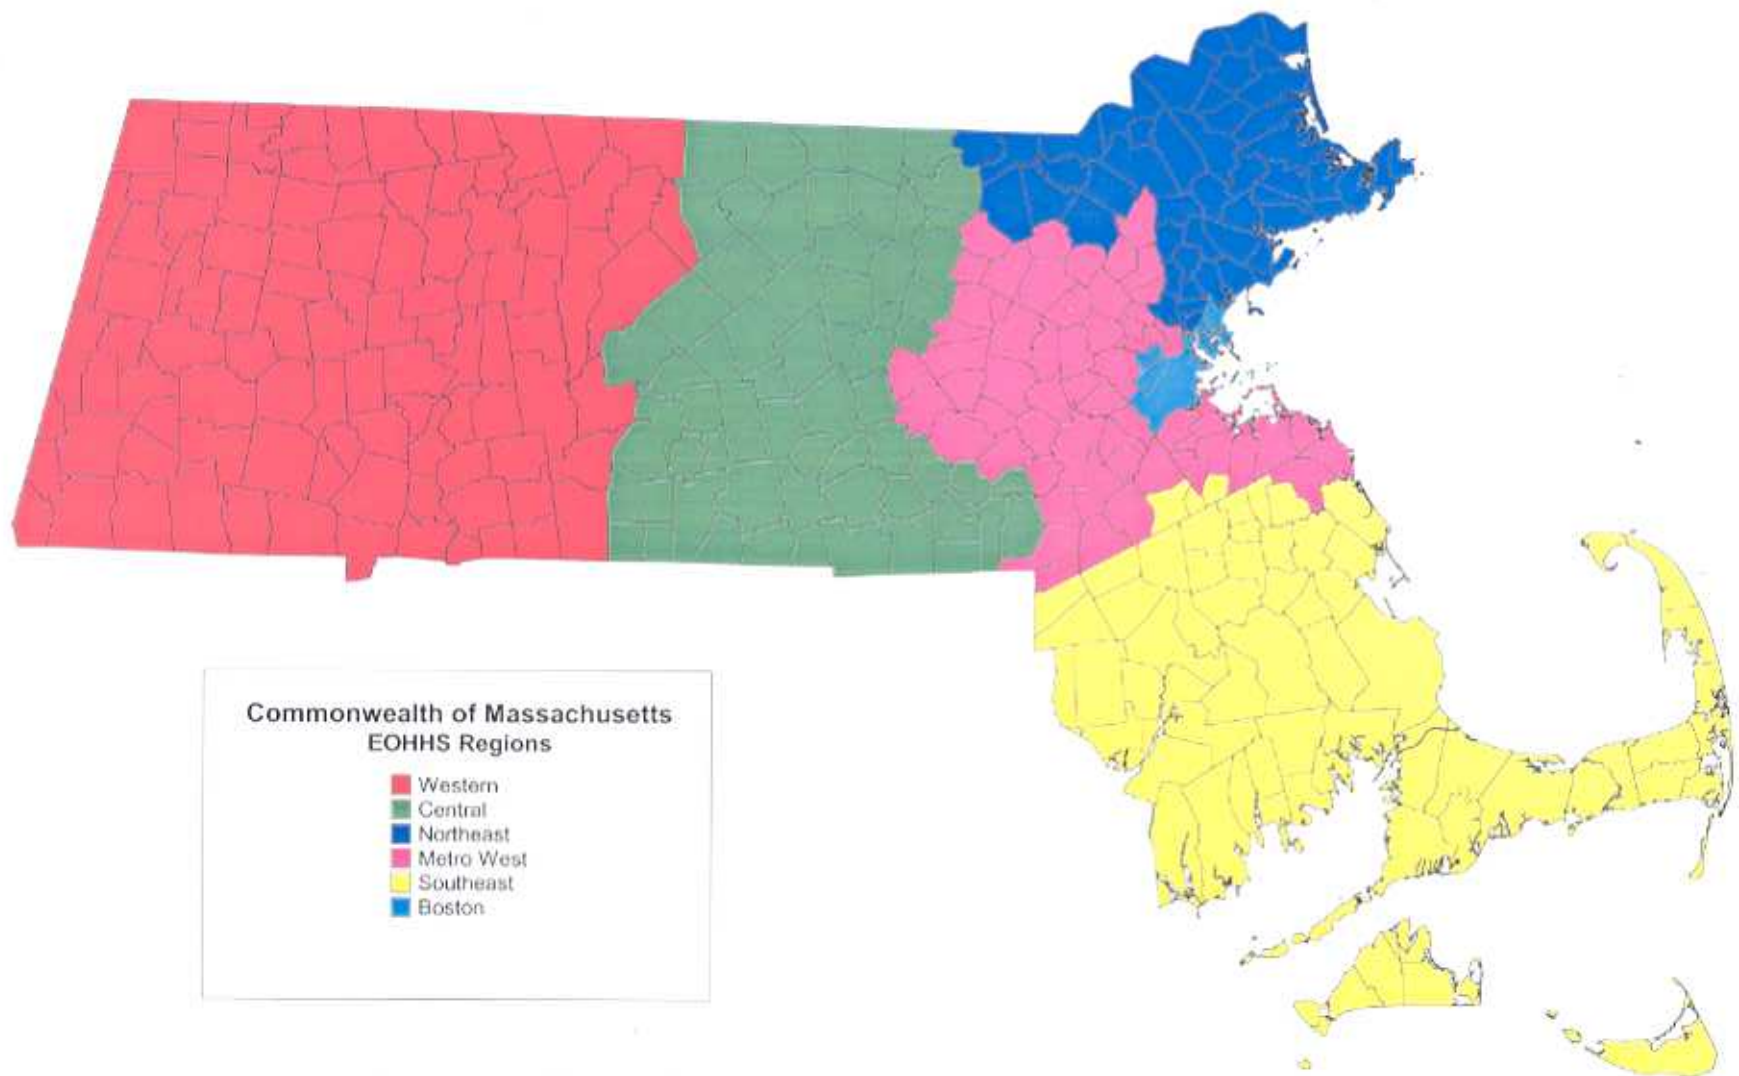 Commonwealth of Massachusetts
EOHHS Regions
Western
Central
Northeast
Metro West
Southeast
Boston